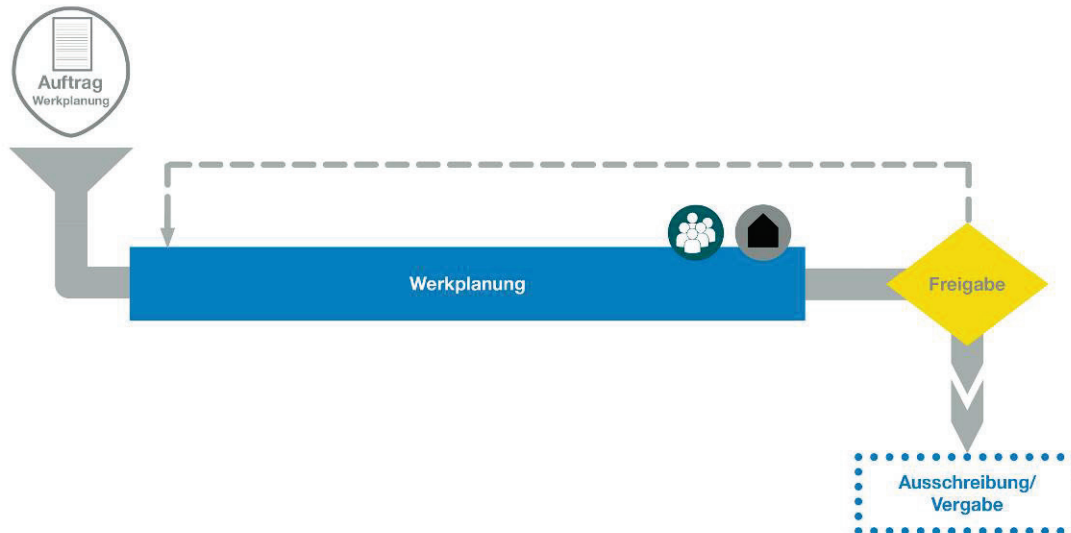 Auftrag
Werkplanung
Werkplanung
Freigabe
Ausschreibung/
Vergabe